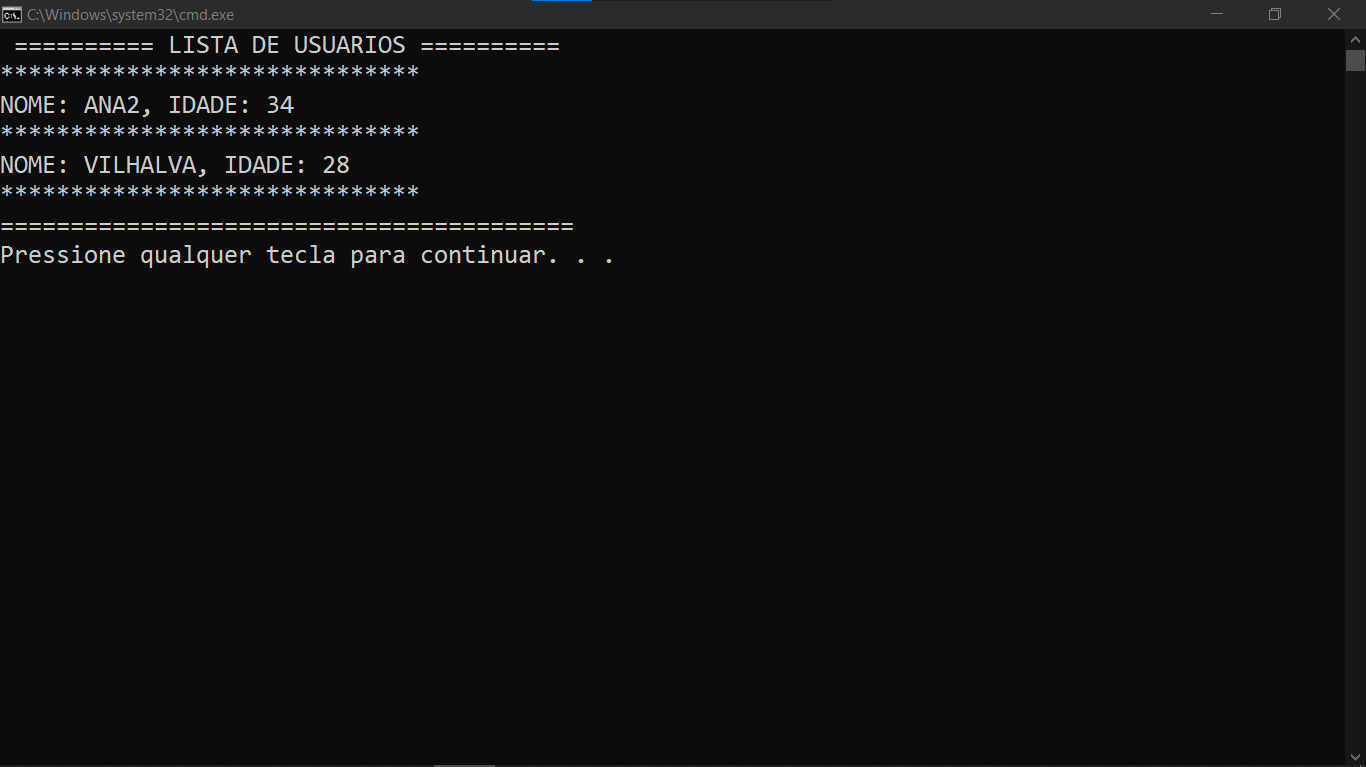 C:\Windows\system32\cmd.exe
========== LISTA DE USUARIOS ==========
******************************
NOME: ANA2, IDADE: 34
******************************
NOME: VILHALVA, IDADE: 28
******************************
=========================================
Pressione qualquer tecla para continuar. . .